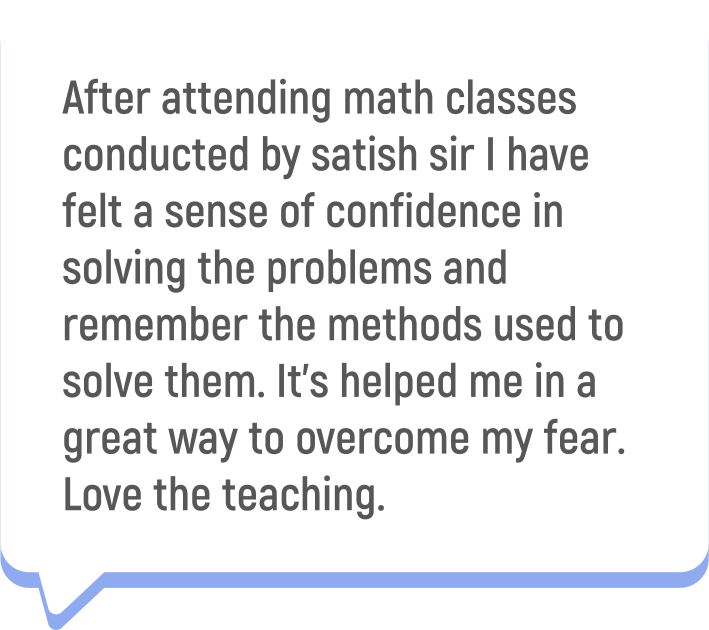 After attending math classes
conducted by satish sir I have
felt a sense of confidence in
solving the problems and
remember the methods used to
solve them. It's helped me in a
great way to overcome my fear.
Love the teaching.